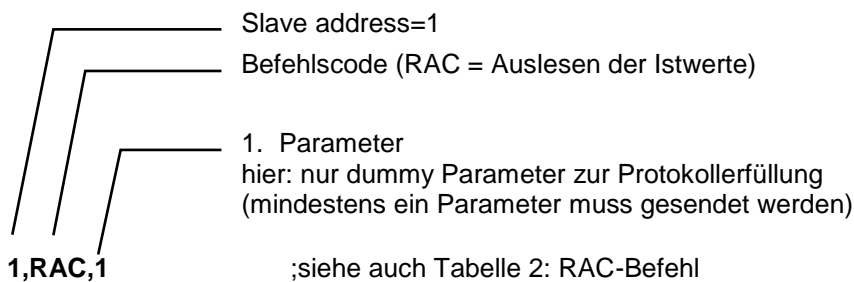 Slave address=1
Befehlscode (RAC = Auslesen der Istwerte)
1. Parameter
hier: nur dummy Parameter zur Protokollerfüllung
(mindestens ein Parameter muss gesendet werden)
1,RAC,1 ;siehe auch Tabelle 2: RAC-Befehl